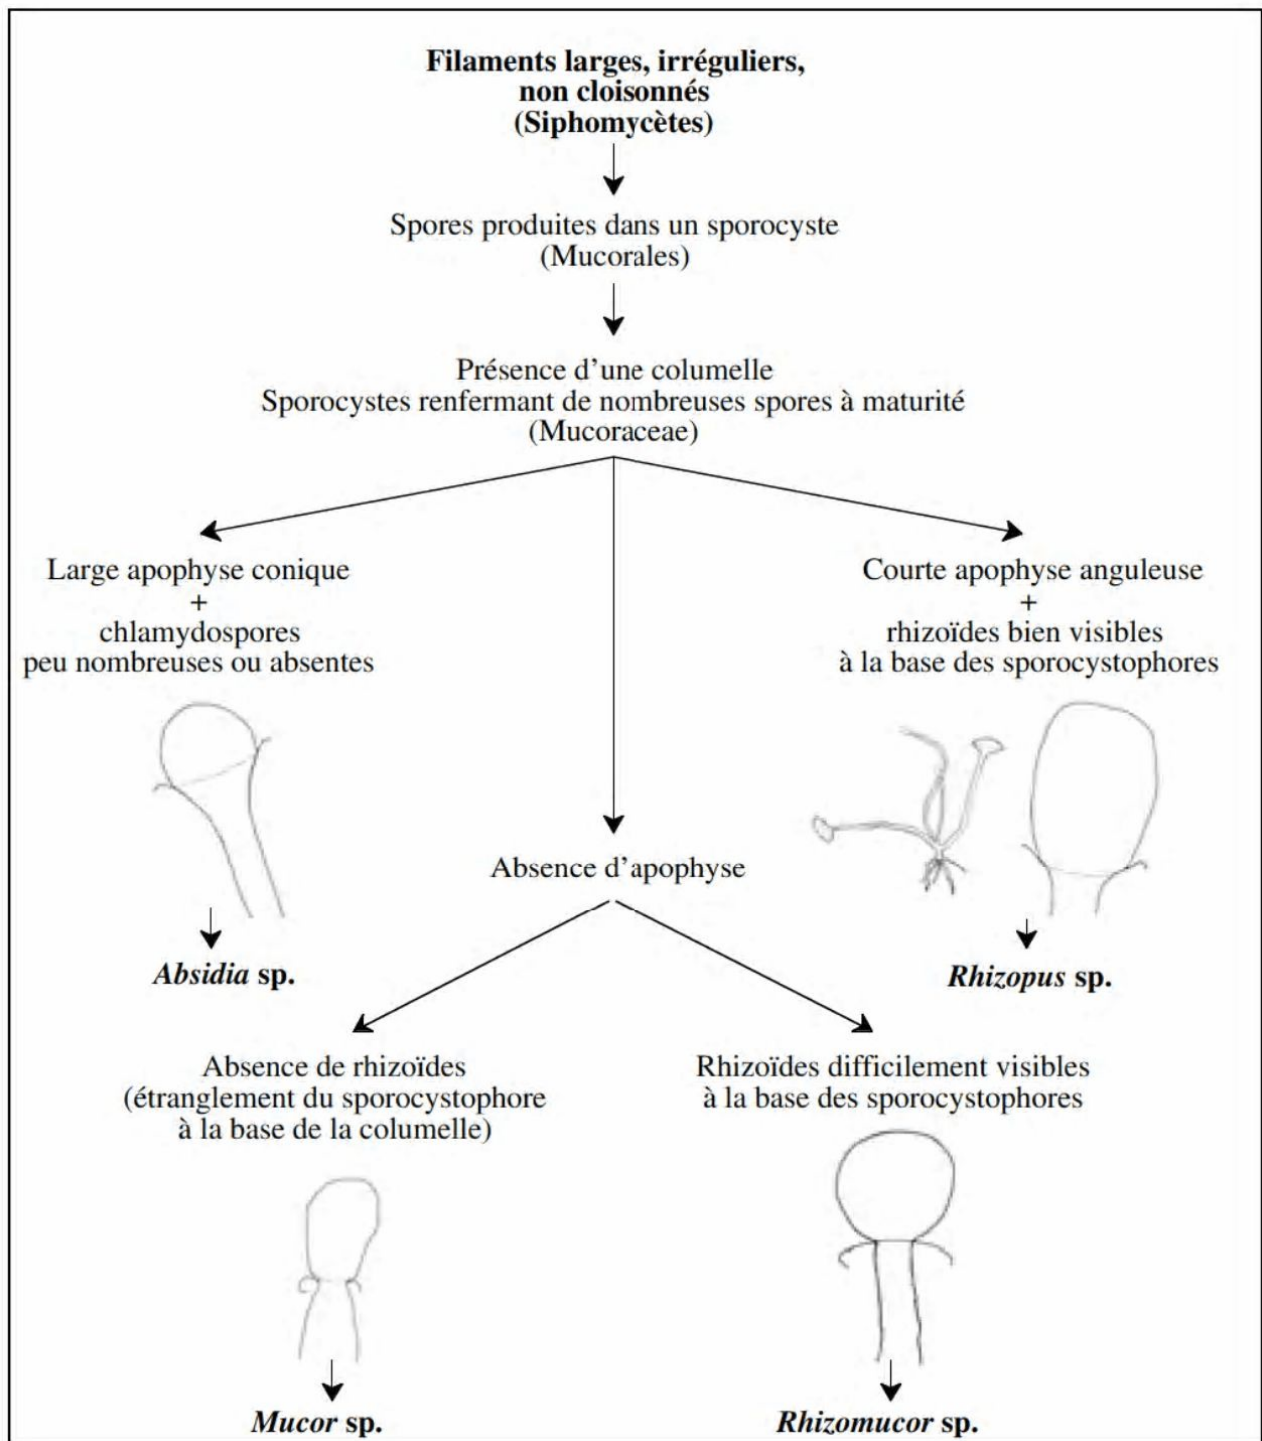 Filaments larges, irréguliers,
non cloisonnés
(Siphomycètes)
Spores produites dans un sporocyste
(Mucorales)
Présence d'une columelle
Sporocystes renfermant de nombreuses spores à maturité
(Mucoraceae)
Large apophyse conique
+
chlamydospores
peu nombreuses ou absentes
Courte apophyse anguleuse
+
rhizoïdes bien visibles
à la base des sporocystophores
Absence d'apophyse
Absidia sp.
Rhizopus sp.
Absence de rhizoïdes
(étranglement du sporocystophore
à la base de la columelle)
Rhizoïdes difficilement visibles
à la base des sporocystophores
Mucor sp.
Rhizomucor sp.